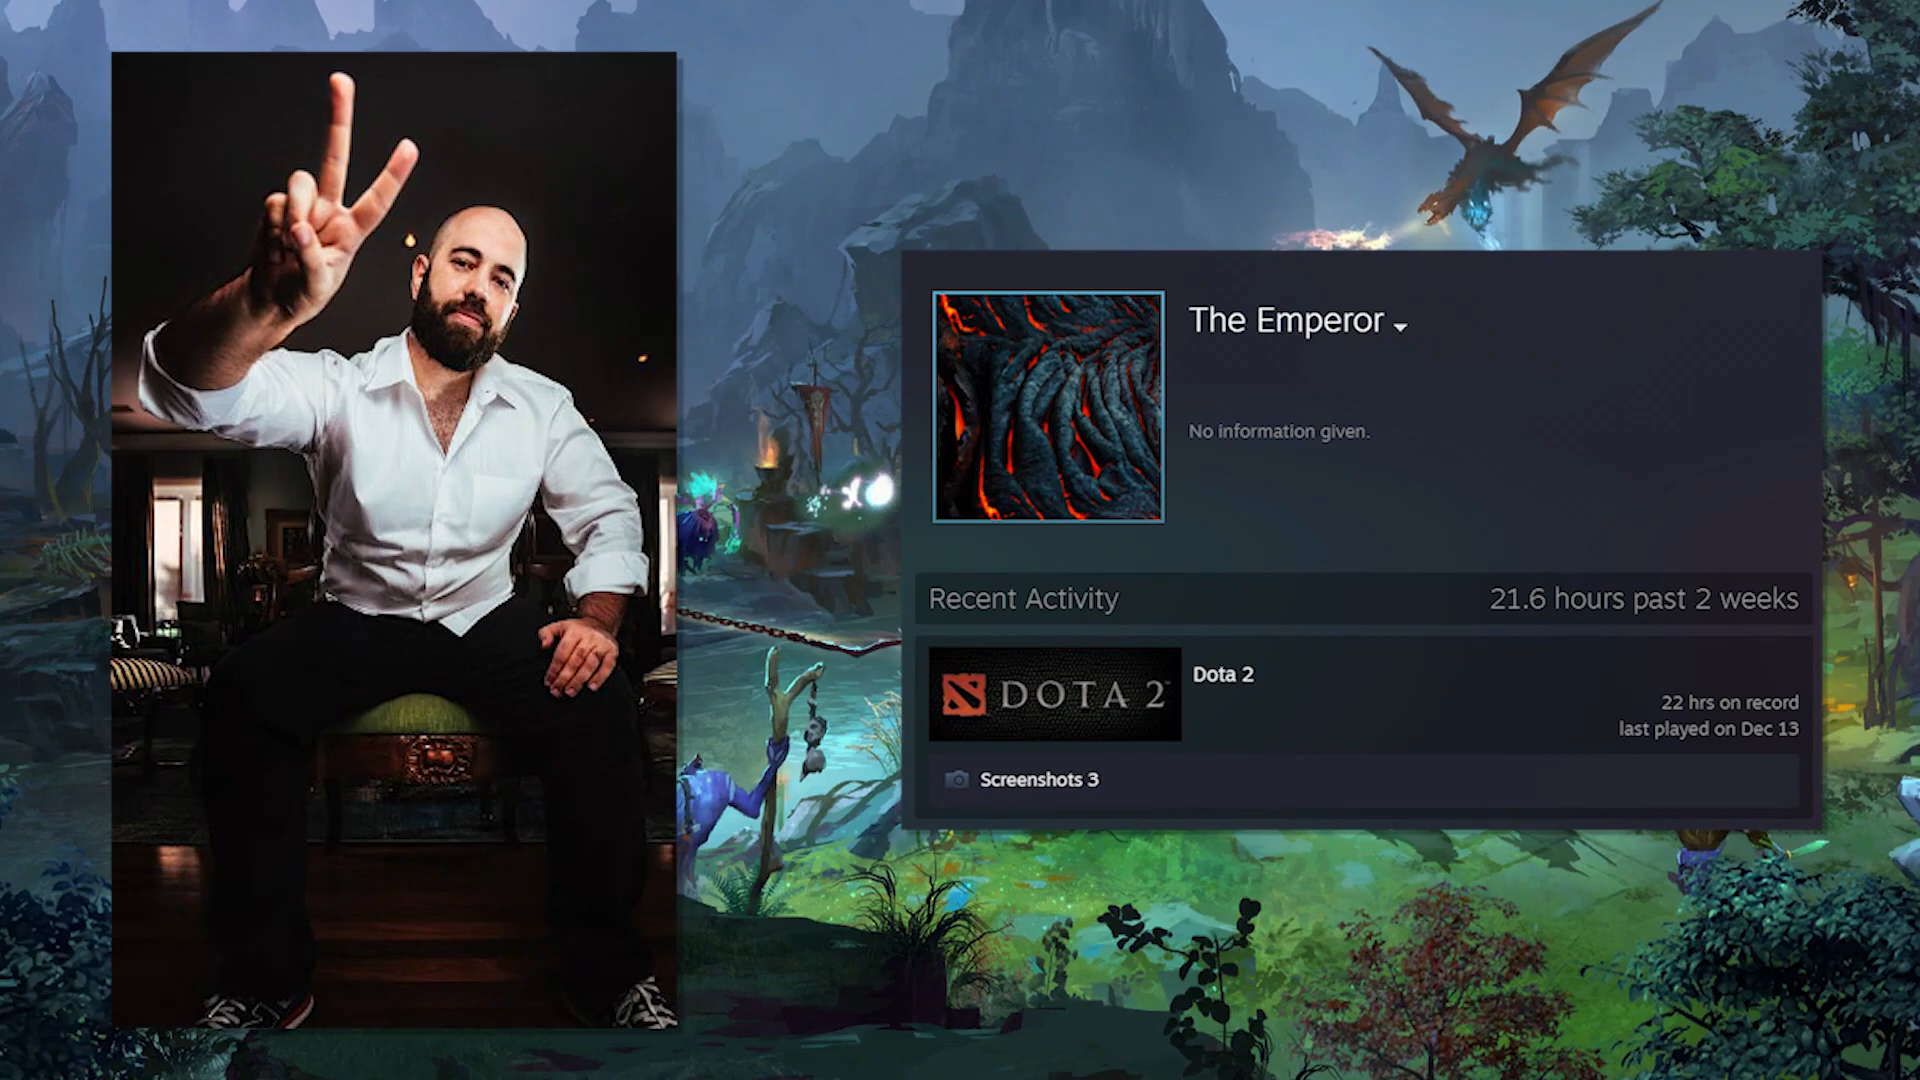 The Emperor
No information given.
Recent Activity
21.6 hours past 2 weeks
DOTA 2™
Dota 2
22 hrs on record
last played on Dec 13
Screenshots 3